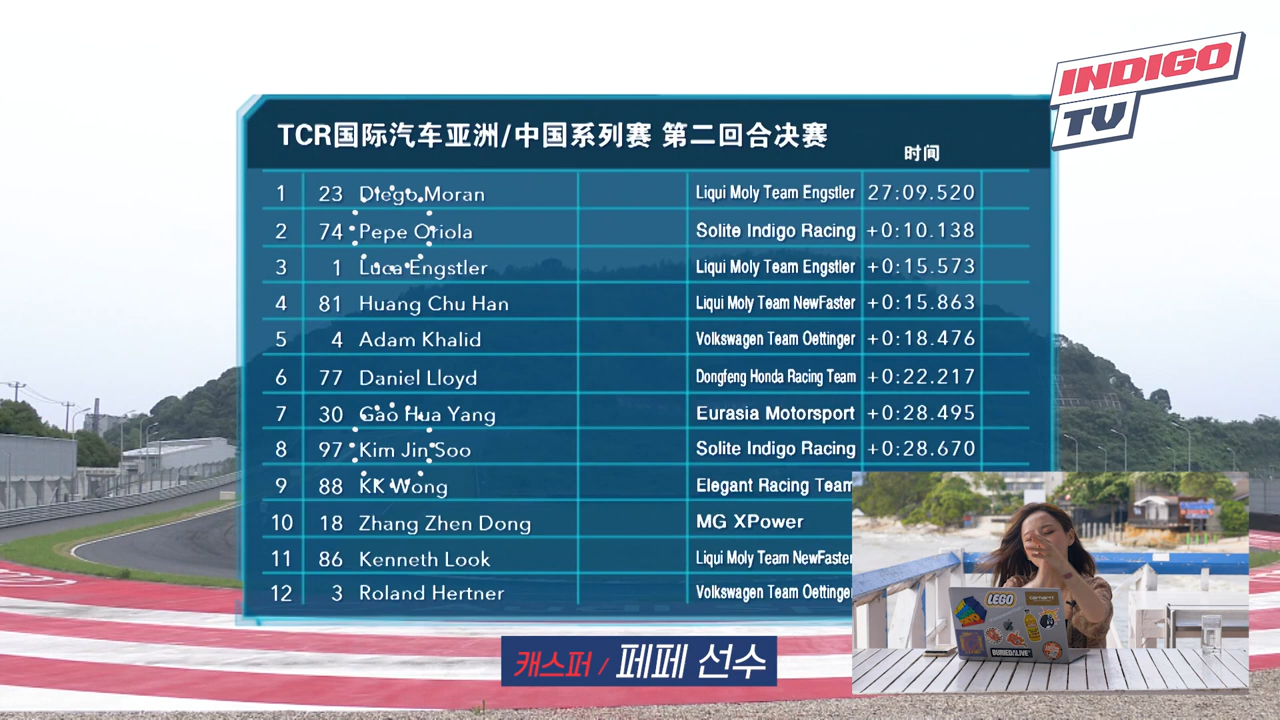 INDIGO
TV
TCR国际汽车亚洲/中国系列赛 第二回合决赛
时间
1 23 Diego Moran Liqui Moly Team Engstler 27:09.520
2 74 Pepe Oriola Solite Indigo Racing +0:10.138
3 1 Luca Engstler Liqui Moly Team Engstler +0:15.573
4 81 Huang Chu Han Liqui Moly Team NewFaster +0:15.863
5 4 Adam Khalid Volkswagen Team Oettinger +0:18.476
6 77 Daniel Lloyd Dongfeng Honda Racing Team +0:22.217
7 30 Gao Hua Yang Eurasia Motorsport +0:28.495
8 97 Kim Jin Soo Solite Indigo Racing +0:28.670
9 88 KK Wong Elegant Racing Team
10 18 Zhang Zhen Dong MG XPower
11 86 Kenneth Look Liqui Moly Team NewFaster
12 3 Roland Hertner Volkswagen Team Oettinge
LEGO
carhartt
BURIEDALIVE
캐스퍼 / 페페 선수